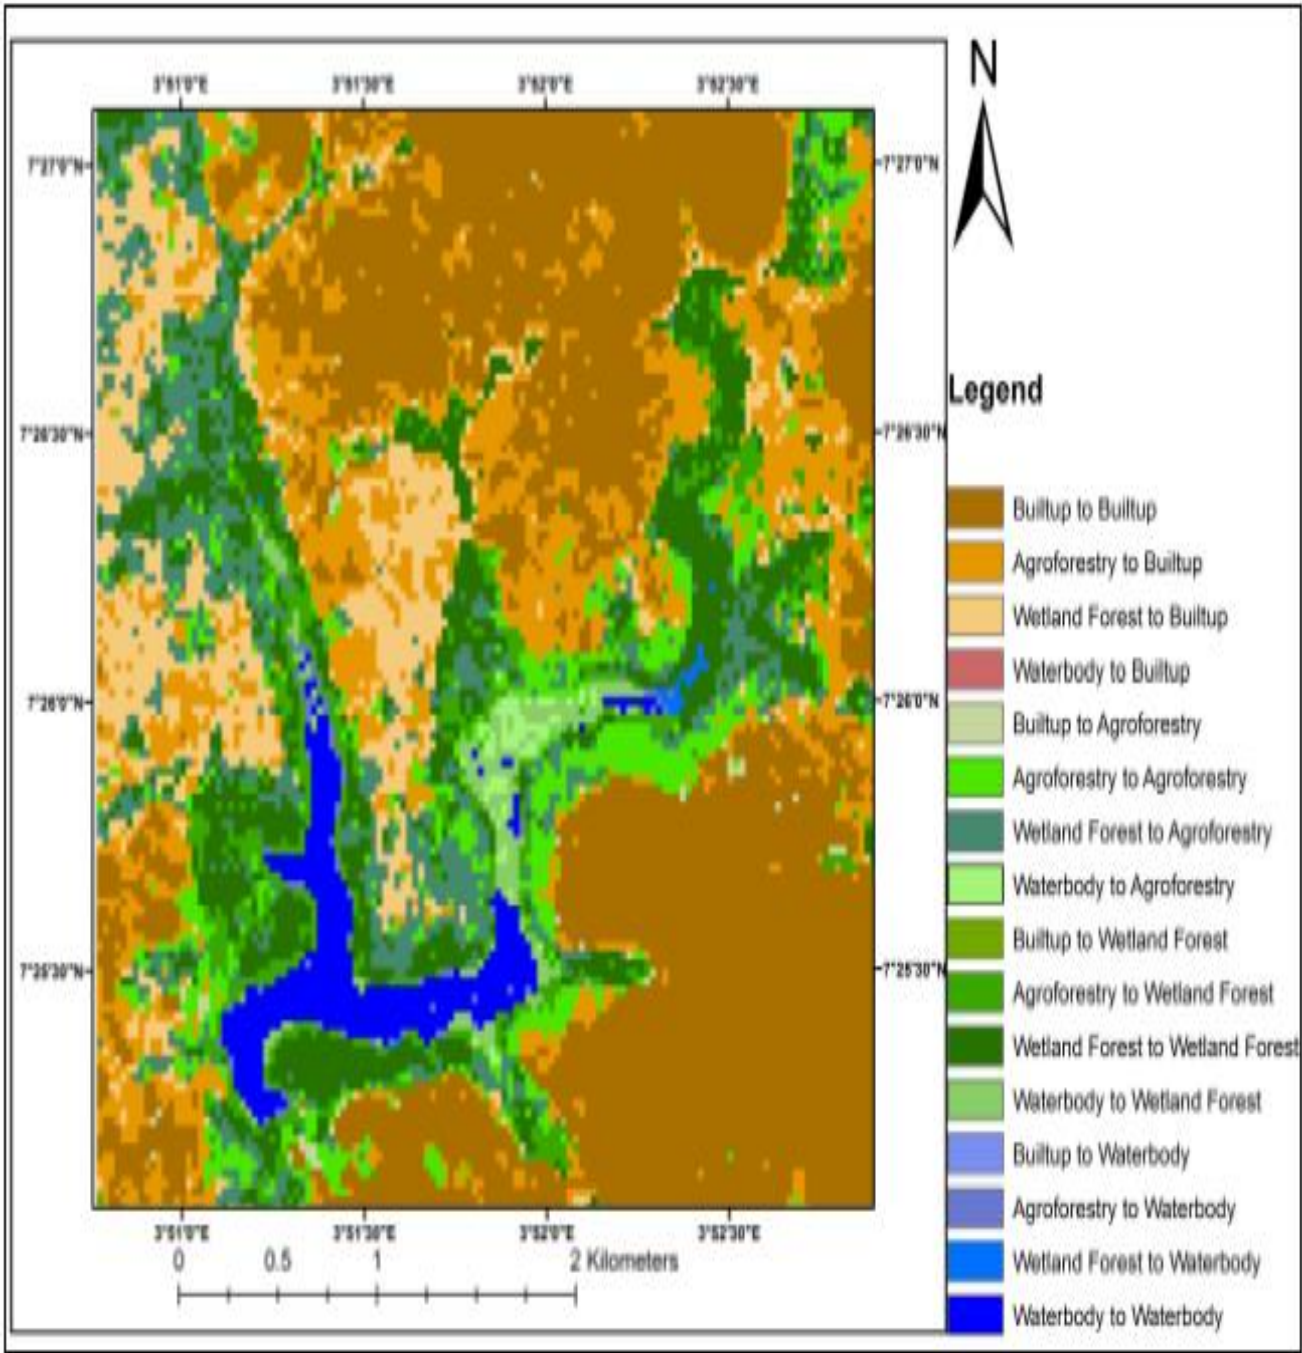 N
3°51'0"E 3°51'30"E 3°52'0"E 3°52'30"E
7°27'0"N 7°27'0"N
7°26'30"N 7°26'30"N
7°26'0"N 7°26'0"N
7°25'30"N 7°25'30"N
3°51'0"E 3°51'30"E 3°52'0"E 3°52'30"E
0 0.5 1 2 Kilometers
Legend
Builtup to Builtup
Agroforestry to Builtup
Wetland Forest to Builtup
Waterbody to Builtup
Builtup to Agroforestry
Agroforestry to Agroforestry
Wetland Forest to Agroforestry
Waterbody to Agroforestry
Builtup to Wetland Forest
Agroforestry to Wetland Forest
Wetland Forest to Wetland Forest
Waterbody to Wetland Forest
Builtup to Waterbody
Agroforestry to Waterbody
Wetland Forest to Waterbody
Waterbody to Waterbody